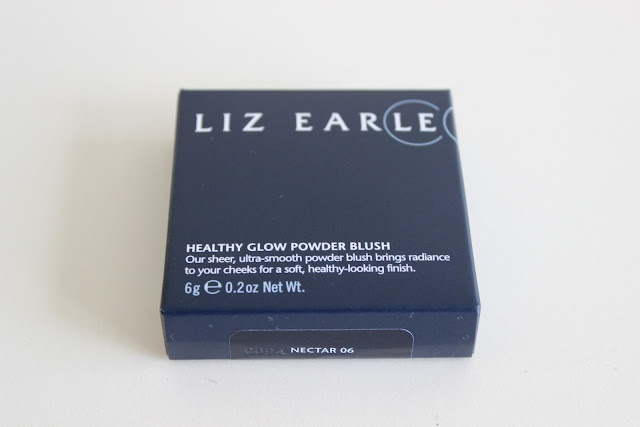 LIZ EARLE
HEALTHY GLOW POWDER BLUSH
Our sheer, ultra-smooth powder blush brings radiance
to your cheeks for a soft, healthy-looking finish.
6g ℮ 0.2oz Net Wt.
NECTAR 06